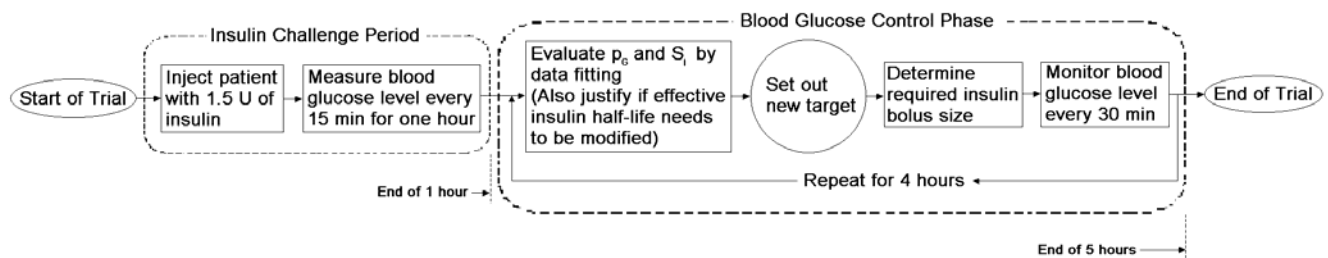 Blood Glucose Control Phase
Insulin Challenge Period
Start of Trial
Inject patient
with 1.5 U of
insulin
Measure blood
glucose level every
15 min for one hour
Evaluate p_G and S_I by
data fitting
(Also justify if effective
insulin half-life needs
to be modified)
Set out
new target
Determine
required insulin
bolus size
Monitor blood
glucose level
every 30 min
End of Trial
Repeat for 4 hours
End of 1 hour
End of 5 hours